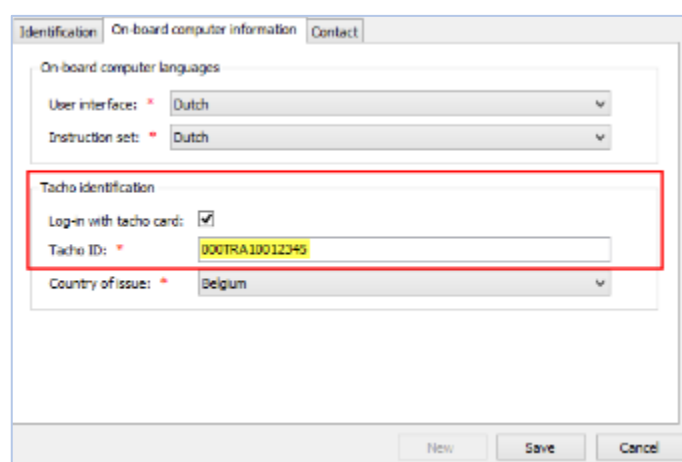 Identification On-board computer information Contact
On-board computer languages
User interface: * Dutch
Instruction set: * Dutch
Tacho identification
Log-in with tacho card:
Tacho ID: * 000TRA10012345
Country of issue: * Belgium
New Save Cancel